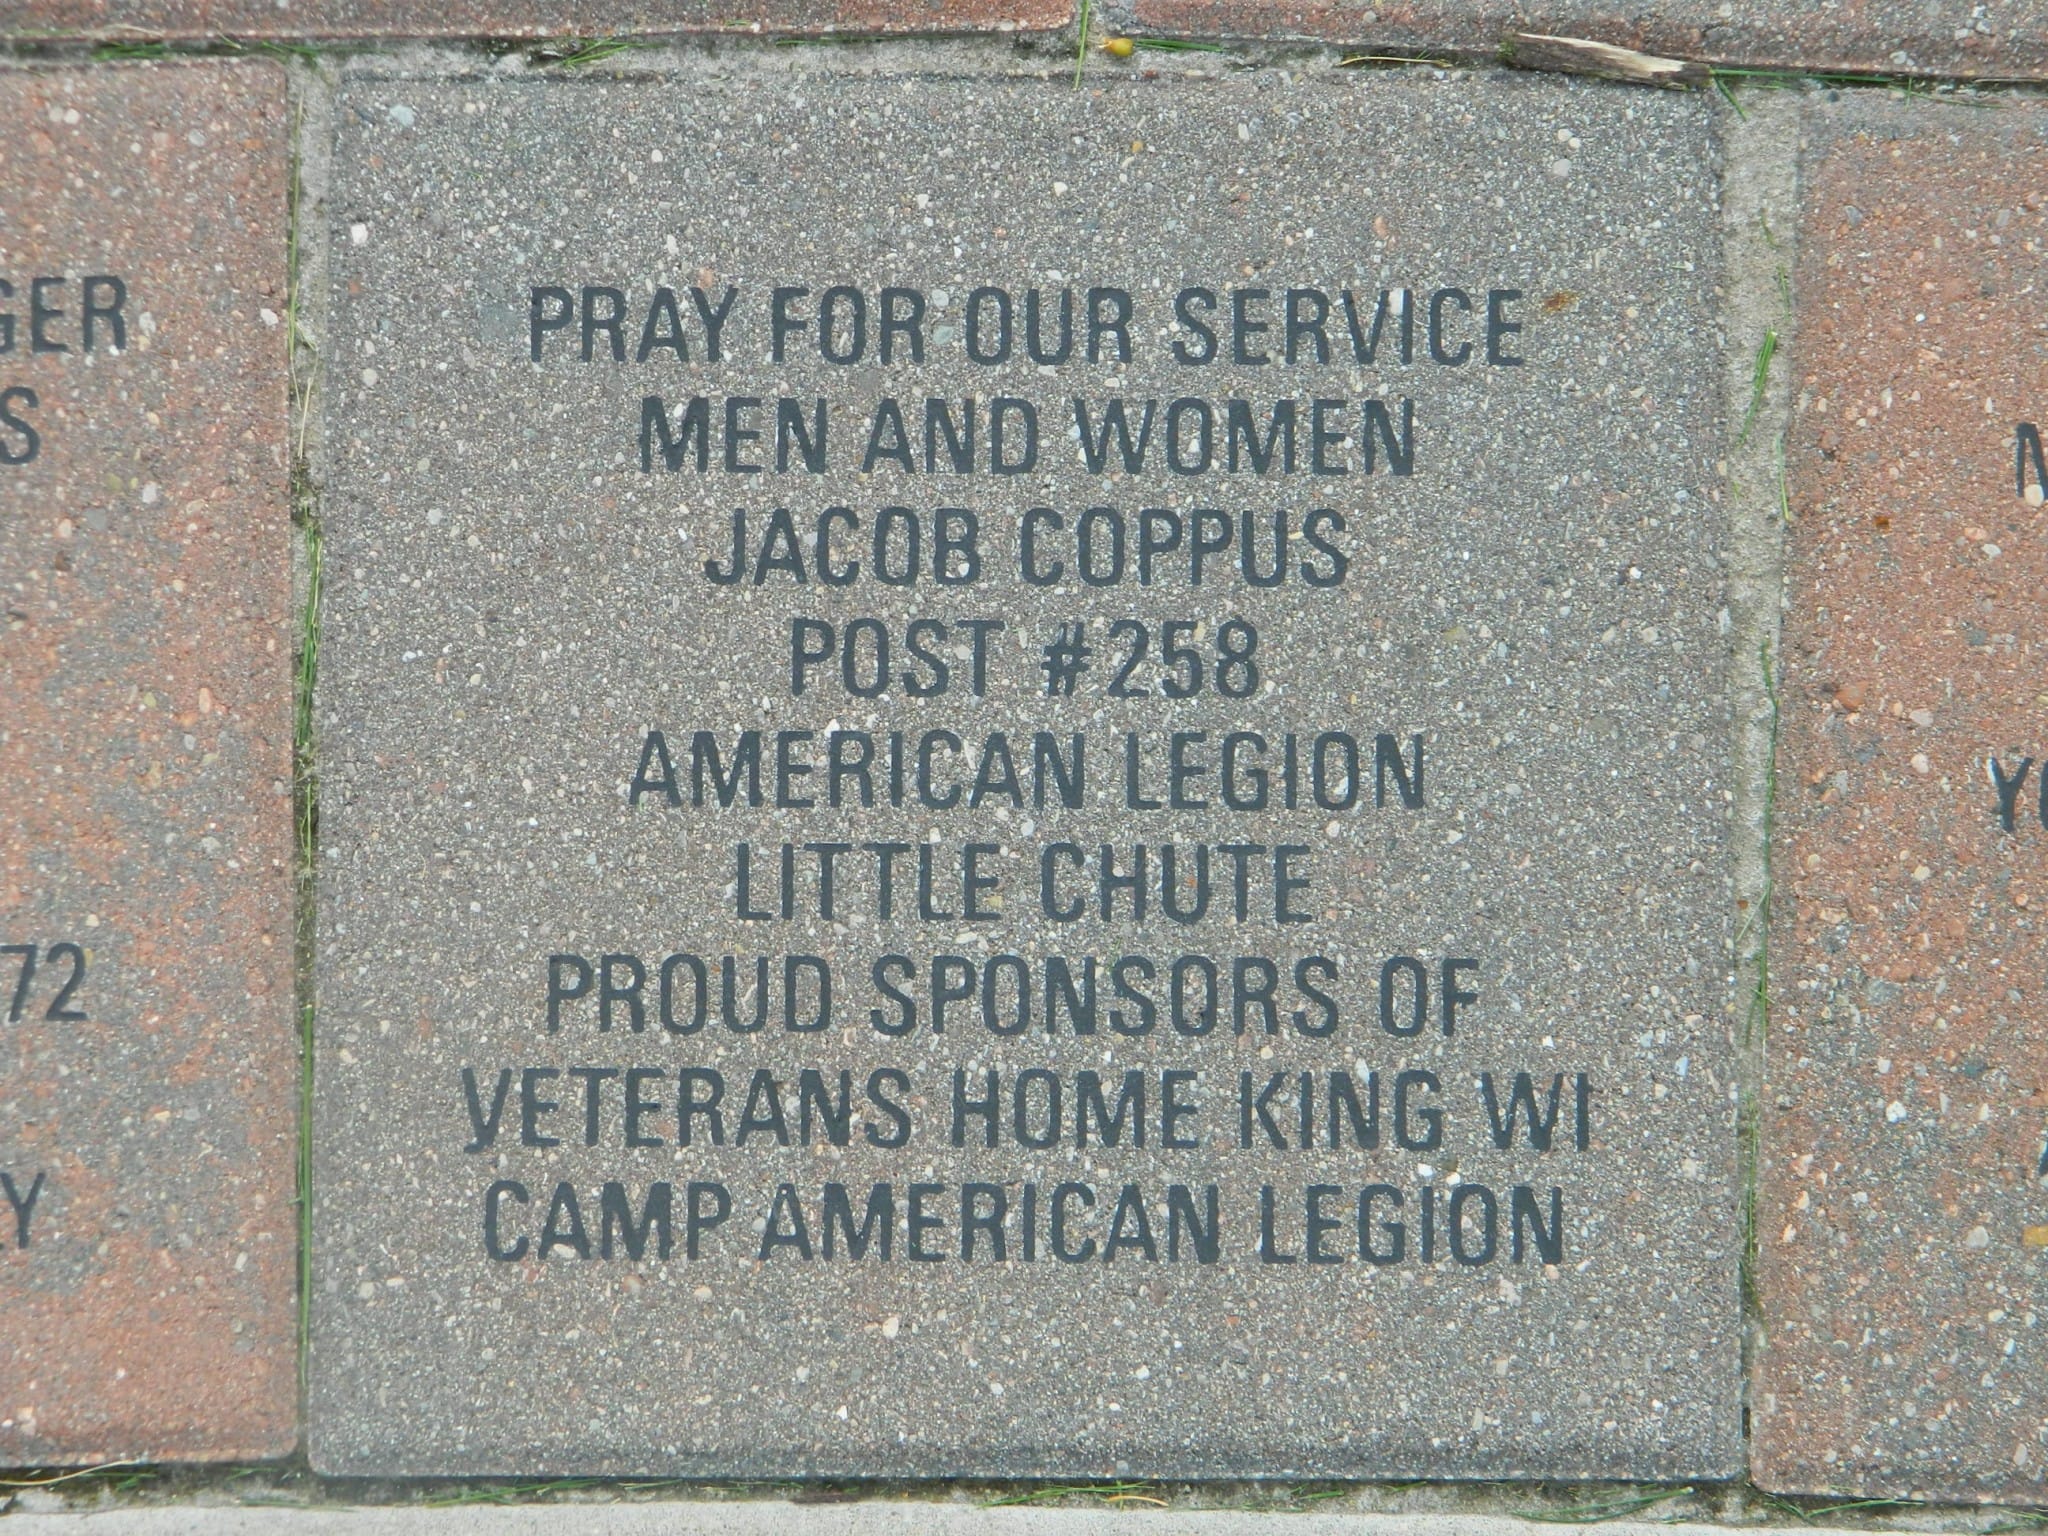 PRAY FOR OUR SERVICE
MEN AND WOMEN
JACOB COPPUS
POST #258
AMERICAN LEGION
LITTLE CHUTE
PROUD SPONSORS OF
VETERANS HOME KING WI
CAMP AMERICAN LEGION
72